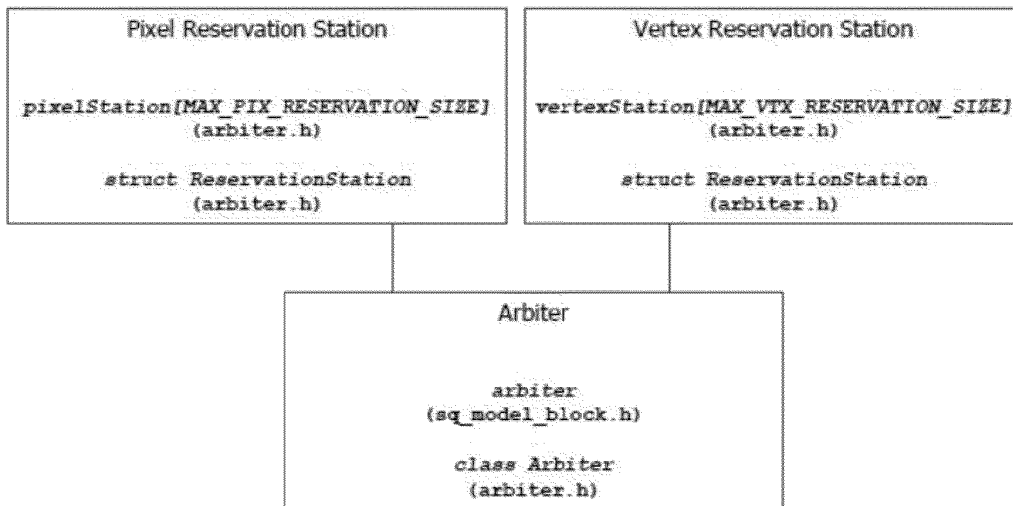 Pixel Reservation Station
pixelStation[MAX_PIX_RESERVATION_SIZE]
(arbiter.h)
struct ReservationStation
(arbiter.h)
Vertex Reservation Station
vertexStation[MAX_VTX_RESERVATION_SIZE]
(arbiter.h)
struct ReservationStation
(arbiter.h)
Arbiter
arbiter
(sq_model_block.h)
class Arbiter
(arbiter.h)